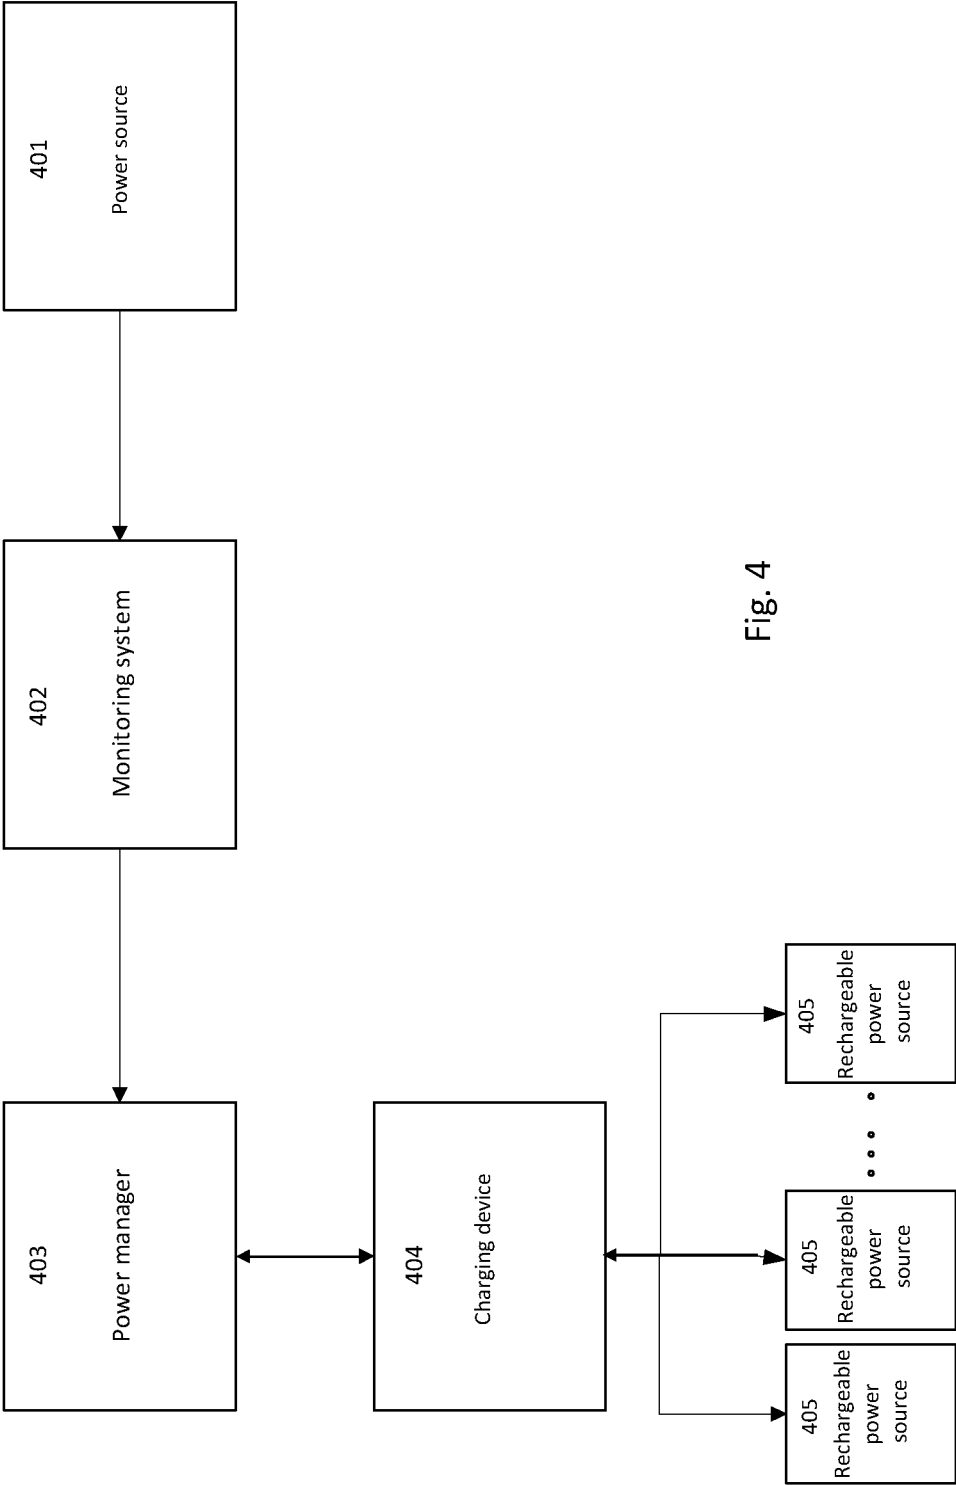 401
Power source
402
Monitoring system
403
Power manager
404
Charging device
405
Rechargeable
power
source
405
Rechargeable
power
source
405
Rechargeable
power
source
Fig. 4